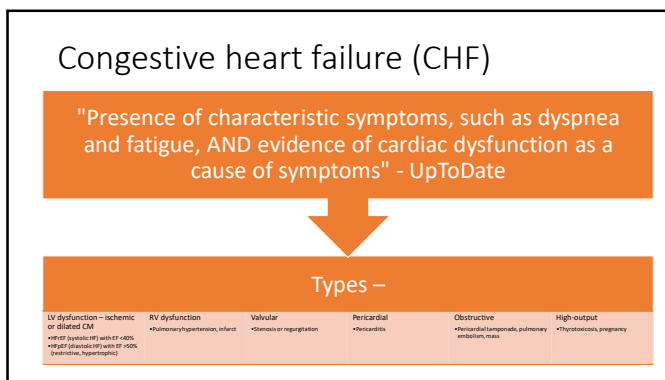 Congestive heart failure (CHF)
"Presence of characteristic symptoms, such as dyspnea
and fatigue, AND evidence of cardiac dysfunction as a
cause of symptoms" - UpToDate
Types –
LV dysfunction – ischemic
or dilated CM
•HFrEF (systolic HF) with EF <40%
•HFpEF (diastolic HF) with EF >50%
(restrictive, hypertrophic)
RV dysfunction
•Pulmonary hypertension, infarct
Valvular
•Stenosis or regurgitation
Pericardial
•Pericarditis
Obstructive
•Pericardial tamponade, pulmonary
embolism, mass
High-output
•Thyrotoxicosis, pregnancy